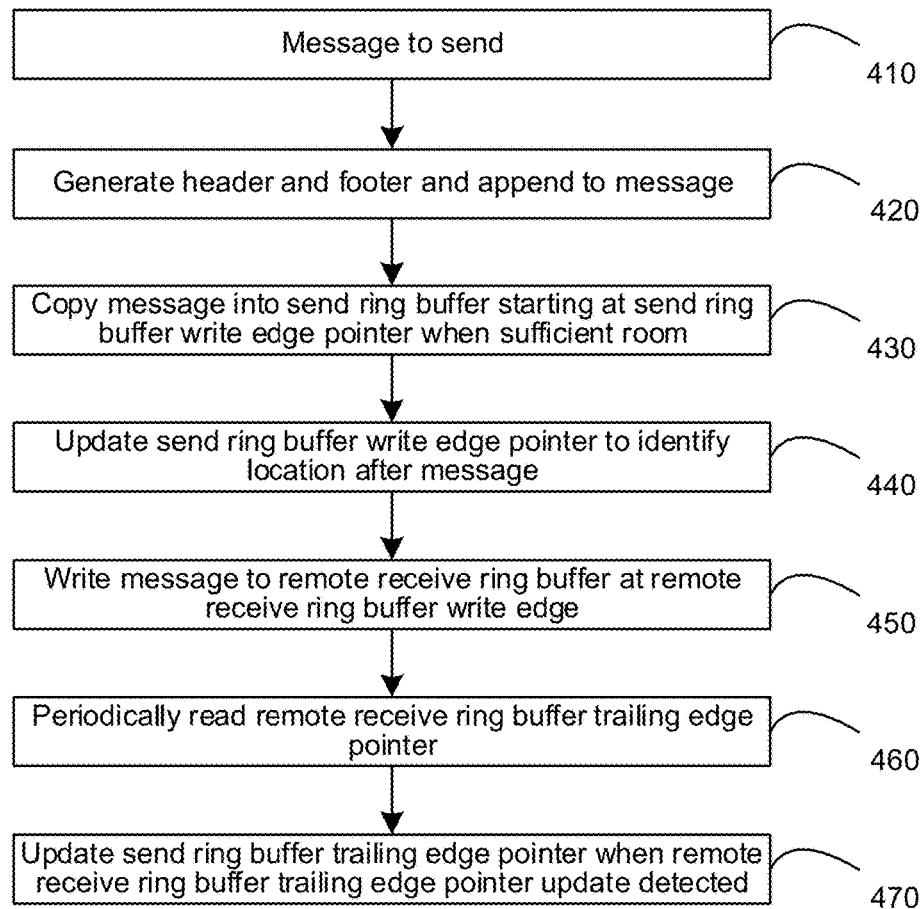 Message to send
410
Generate header and footer and append to message
420
Copy message into send ring buffer starting at send ring
buffer write edge pointer when sufficient room
430
Update send ring buffer write edge pointer to identify
location after message
440
Write message to remote receive ring buffer at remote
receive ring buffer write edge
450
Periodically read remote receive ring buffer trailing edge
pointer
460
Update send ring buffer trailing edge pointer when remote
receive ring buffer trailing edge pointer update detected
470